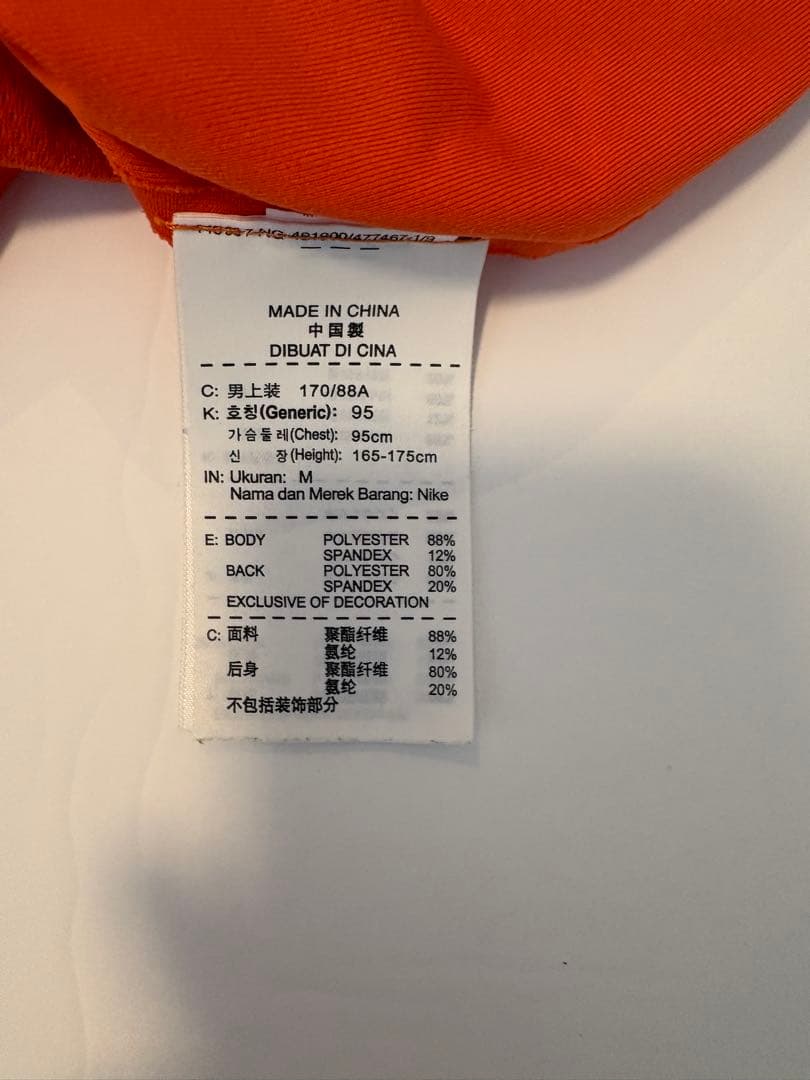 MADE IN CHINA
中国製
DIBUAT DI CINA
C: 男上装 170/88A
K: 호칭(Generic): 95
가슴둘레(Chest): 95cm
신 장(Height): 165-175cm
IN: Ukuran: M
Nama dan Merek Barang: Nike
E: BODY POLYESTER 88%
SPANDEX 12%
BACK POLYESTER 80%
SPANDEX 20%
EXCLUSIVE OF DECORATION
C: 面料 聚酯纤维 88%
氨纶 12%
后身 聚酯纤维 80%
氨纶 20%
不包括装饰部分